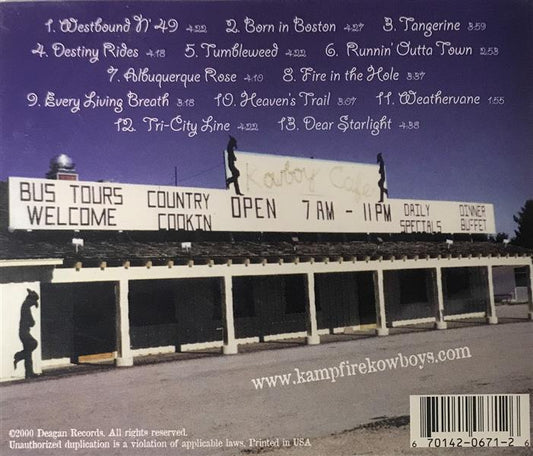 1. Westbound N' 49 4:22 2. Born in Boston 4:27 3. Tangerine 3:59
4. Destiny Rides 4:18 5. Tumbleweed 4:22 6. Runnin' Outta Town 2:53
7. Albuquerque Rose 4:10 8. Fire in the Hole 3:37
9. Every Living Breath 3:18 10. Heaven's Trail 3:07 11. Weathervane 1:55
12. Tri-City Line 4:22 13. Dear Starlight 4:38
Kowboy Cafe
BUS TOURS WELCOME
COUNTRY COOKIN
OPEN 7 AM - 11 PM
DAILY SPECIALS
DINNER BUFFET
www.kampfirekowboys.com
©2000 Deagan Records. All rights reserved.
Unauthorized duplication is a violation of applicable laws. Printed in USA
6 70142-0671-2 6